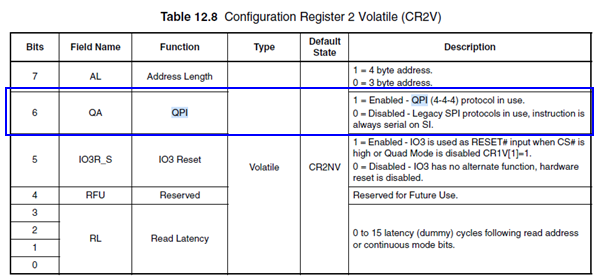 Table 12.8 Configuration Register 2 Volatile (CR2V)
Bits Field Name Function Type Default State Description
7 AL Address Length 1 = 4 byte address.
0 = 3 byte address.
6 QA QPI 1 = Enabled - QPI (4-4-4) protocol in use.
0 = Disabled - Legacy SPI protocols in use, instruction is
always serial on SI.
5 IO3R_S IO3 Reset 1 = Enabled - IO3 is used as RESET# input when CS# is
high or Quad Mode is disabled CR1V[1]=1.
0 = Disabled - IO3 has no alternate function, hardware
reset is disabled.
Volatile CR2NV
4 RFU Reserved Reserved for Future Use.
3
2
1
0
RL Read Latency 0 to 15 latency (dummy) cycles following read address
or continuous mode bits.